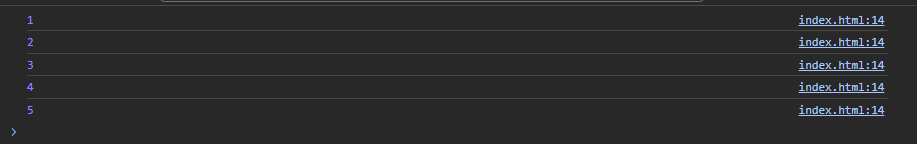 1 index.html:14
2 index.html:14
3 index.html:14
4 index.html:14
5 index.html:14
>